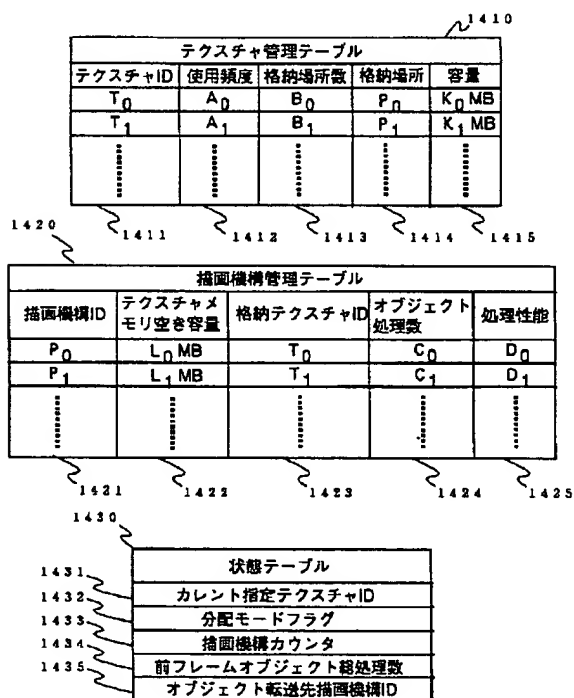 1410
テクスチャ管理テーブル
テクスチャID 使用頻度 格納場所数 格納場所 容量
T0 A0 B0 P0 K0 MB
T1 A1 B1 P1 K1 MB
1411 1412 1413 1414 1415
1420
描画機構管理テーブル
描画機構ID テクスチャメモリ空き容量 格納テクスチャID オブジェクト処理数 処理性能
P0 L0 MB T0 C0 D0
P1 L1 MB T1 C1 D1
1421 1422 1423 1424 1425
1430
状態テーブル
1431 カレント指定テクスチャID
1432 分配モードフラグ
1433 描画機構カウンタ
1434 前フレームオブジェクト総処理数
1435 オブジェクト転送先描画機構ID